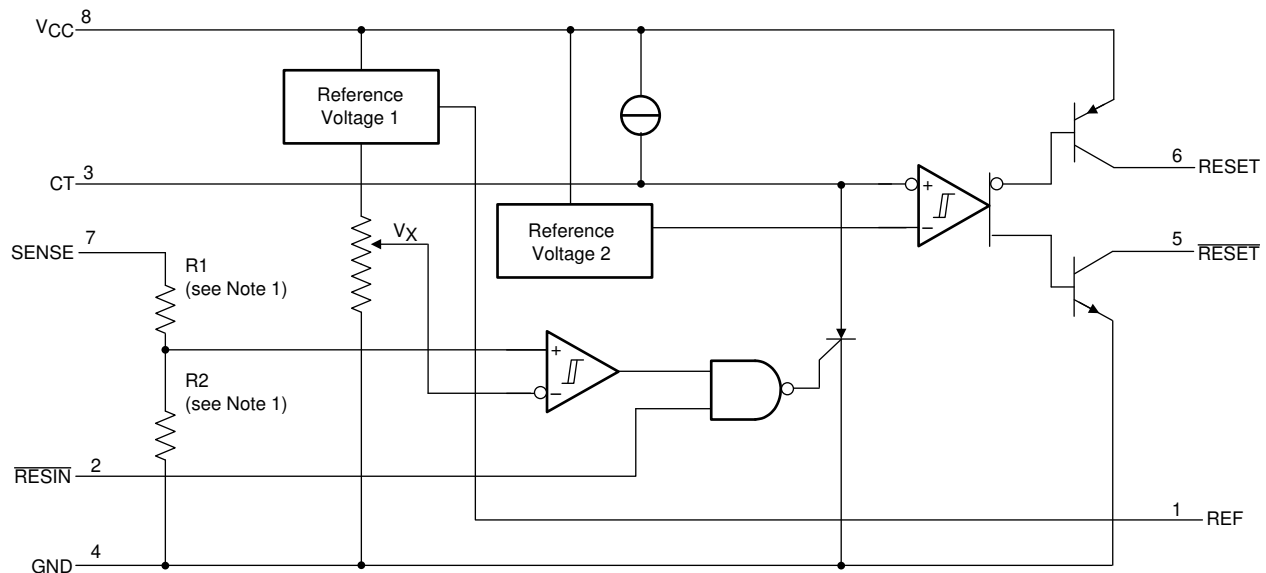 VCC 8
Reference
Voltage 1
CT 3
6 RESET
+
−
Reference
Voltage 2
VX
SENSE 7
5 RESET
R1
(see Note 1)
+
−
R2
(see Note 1)
RESIN 2
1 REF
GND 4